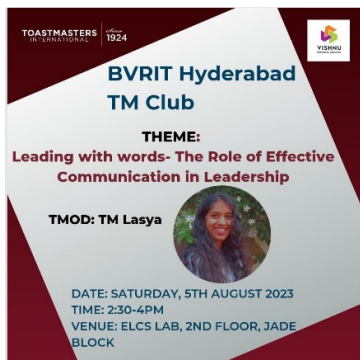 TOASTMASTERS
INTERNATIONAL
Since
1924
VISHNU
BVRIT Hyderabad
TM Club
THEME:
Leading with words- The Role of Effective
Communication in Leadership
TMOD: TM Lasya
DATE: SATURDAY, 5TH AUGUST 2023
TIME: 2:30-4PM
VENUE: ELCS LAB, 2ND FLOOR, JADE
BLOCK